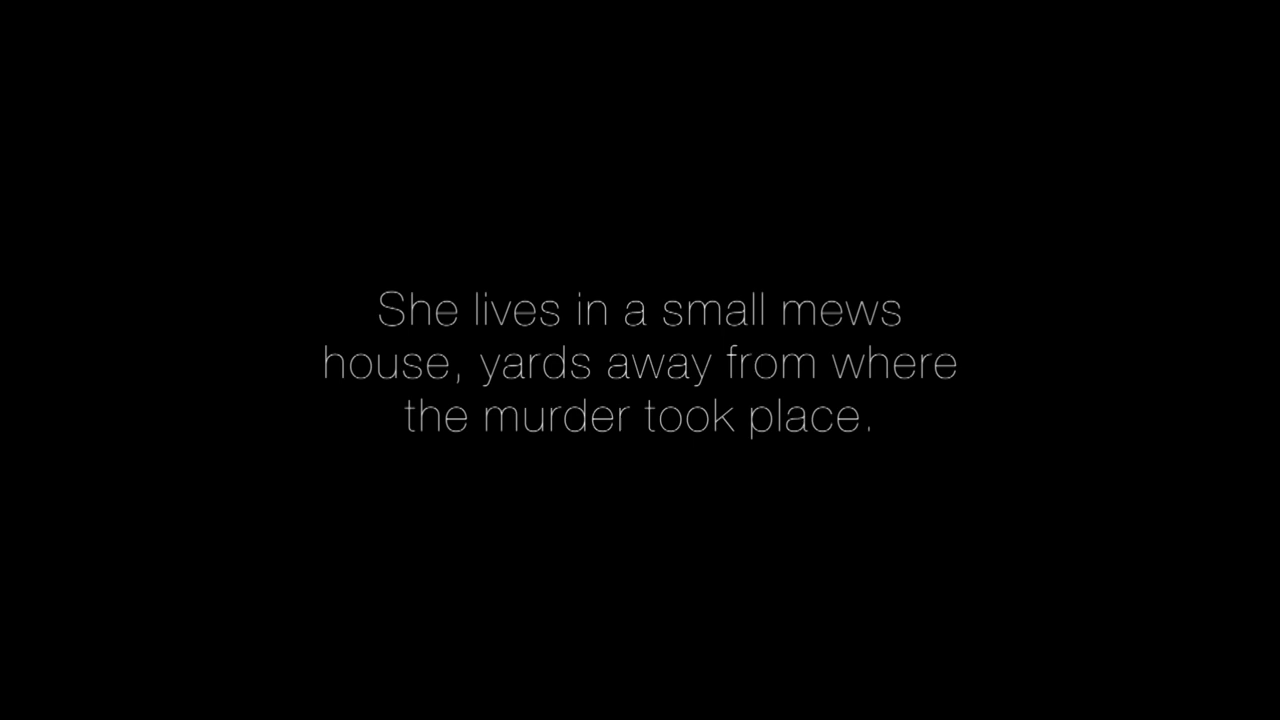 She lives in a small mews
house, yards away from where
the murder took place.